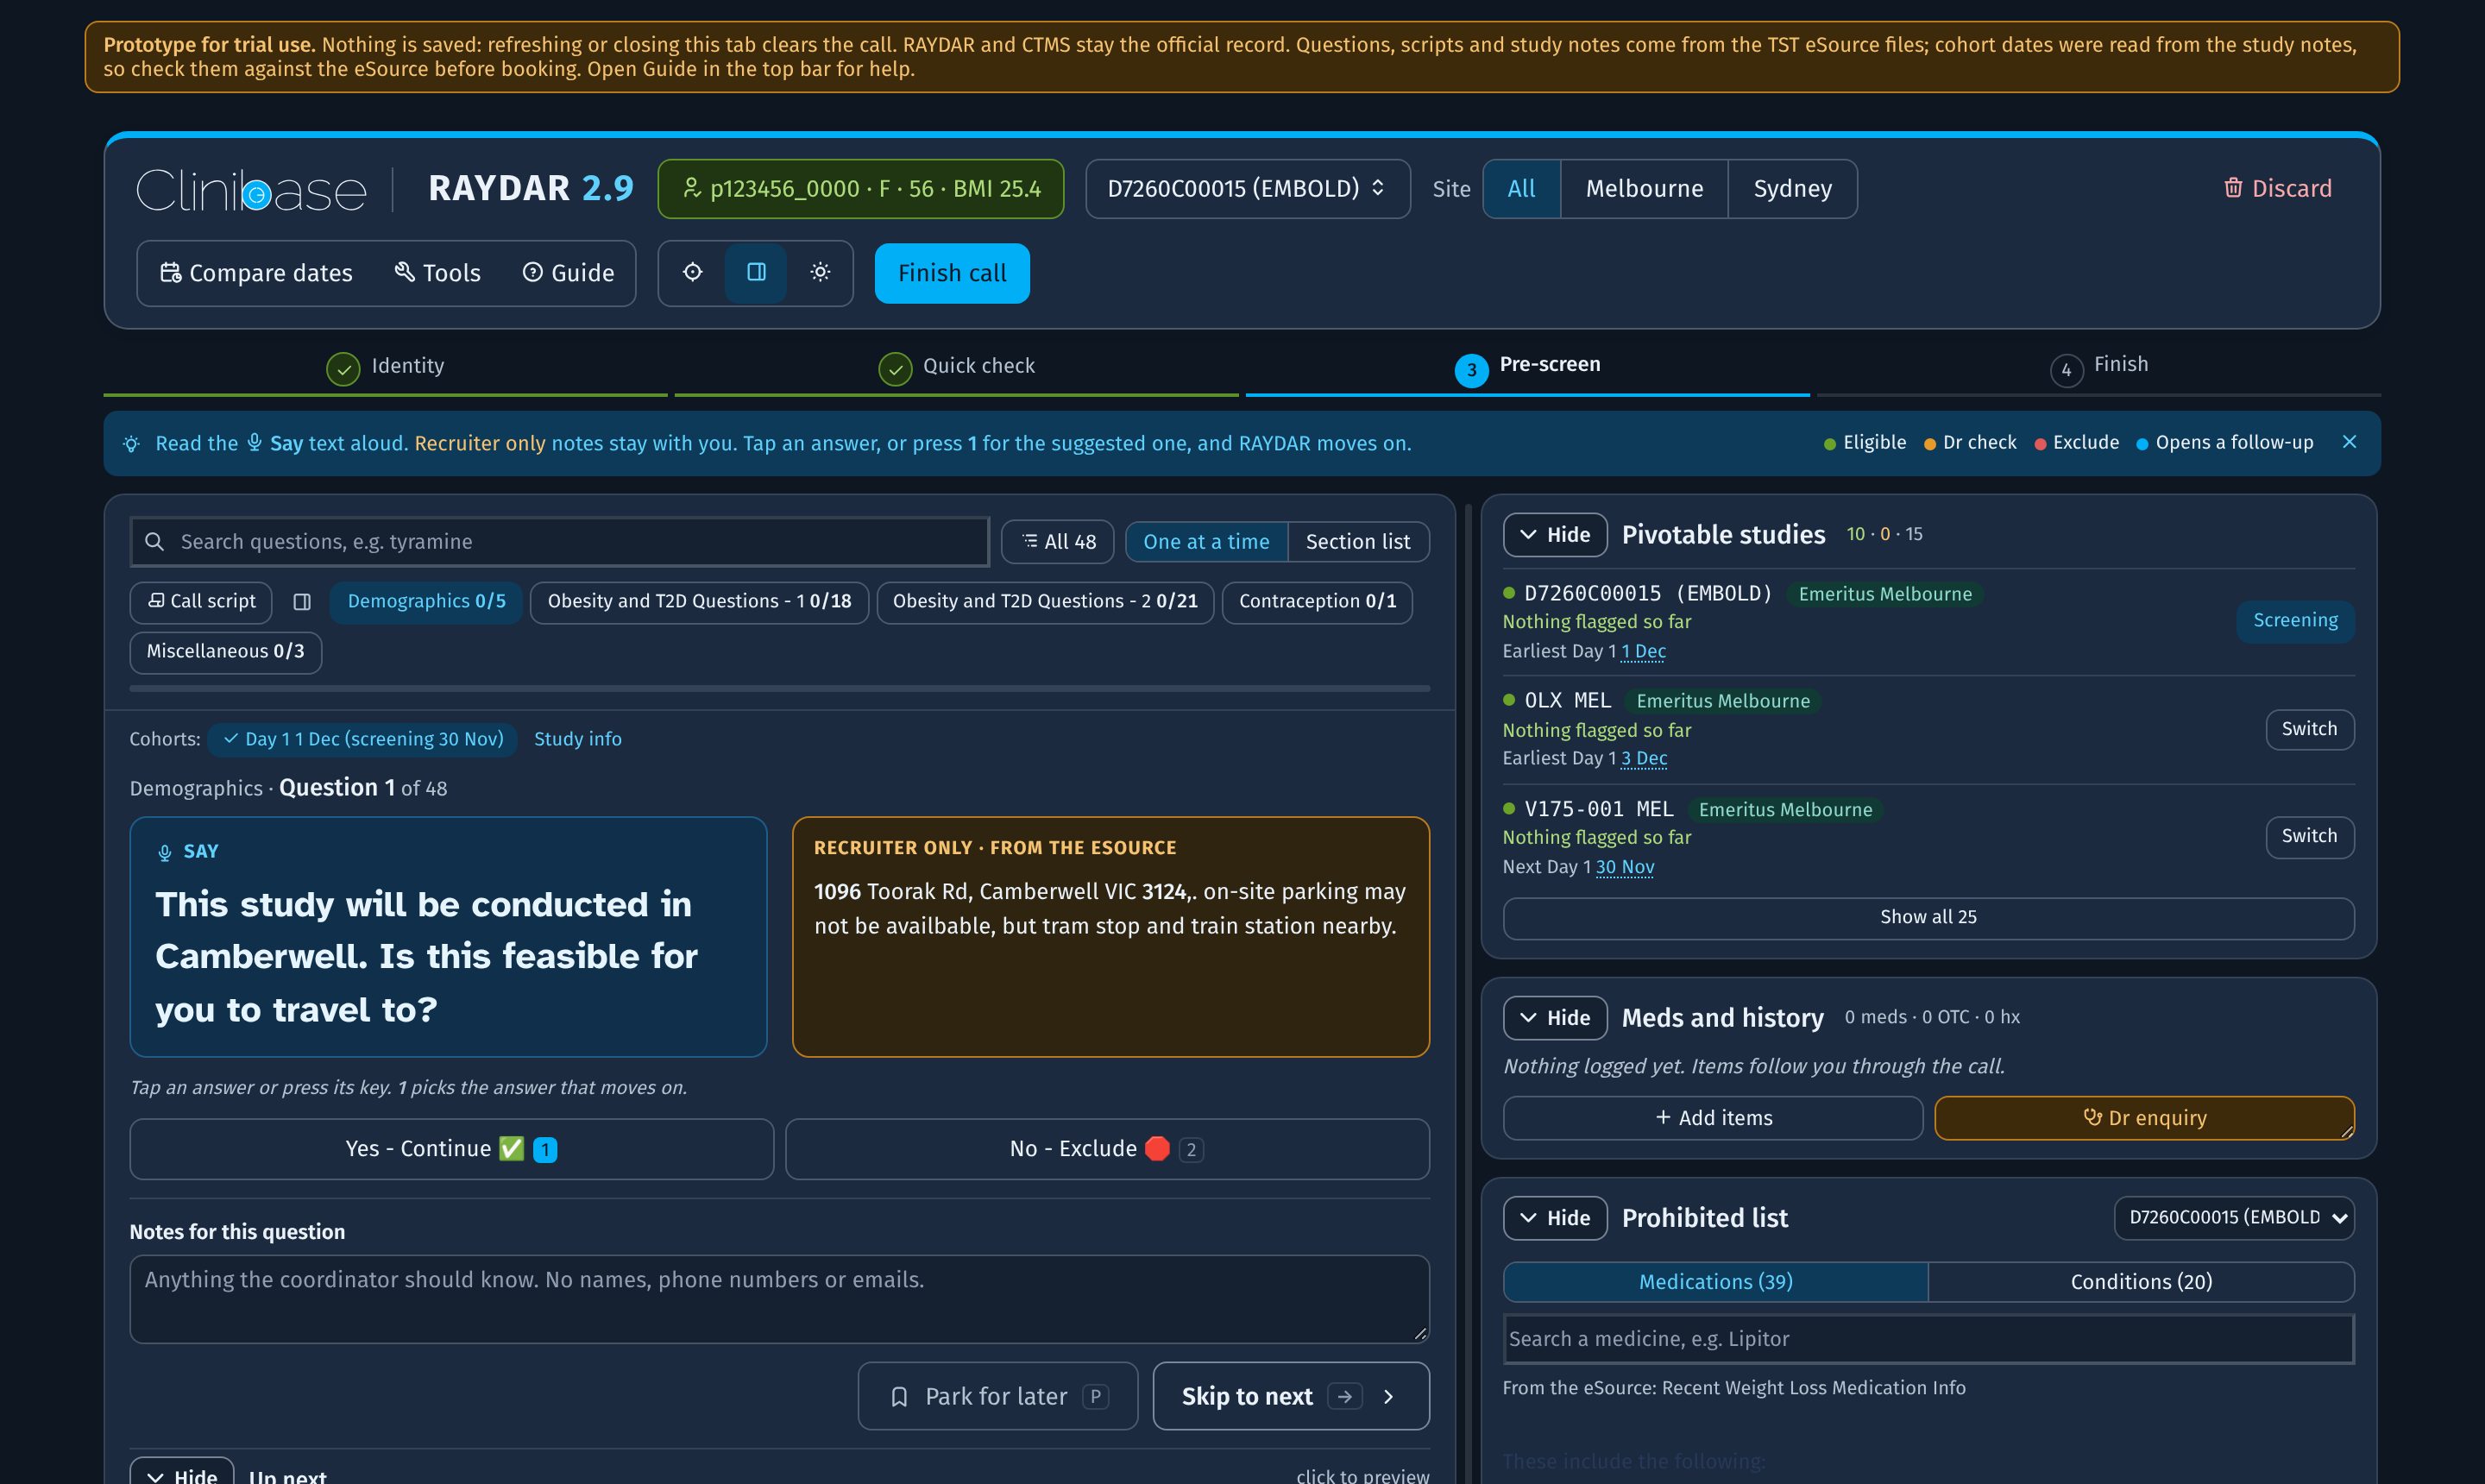 Prototype for trial use. Nothing is saved: refreshing or closing this tab clears the call. RAYDAR and CTMS stay the official record. Questions, scripts and study notes come from the TST eSource files; cohort dates were read from the study notes,
so check them against the eSource before booking. Open Guide in the top bar for help.
Clinibase
RAYDAR 2.9
p123456_0000 · F · 56 · BMI 25.4
D7260C00015 (EMBOLD)
Site
All
Melbourne
Sydney
Discard
Compare dates
Tools
Guide
Finish call
Identity
Quick check
3
Pre-screen
4
Finish
Read the Say text aloud. Recruiter only notes stay with you. Tap an answer, or press 1 for the suggested one, and RAYDAR moves on.
Eligible
Dr check
Exclude
Opens a follow-up
Search questions, e.g. tyramine
All 48
One at a time
Section list
Call script
Demographics 0/5
Obesity and T2D Questions - 1 0/18
Obesity and T2D Questions - 2 0/21
Contraception 0/1
Miscellaneous 0/3
Cohorts:
Day 1 1 Dec (screening 30 Nov)
Study info
Demographics · Question 1 of 48
SAY
This study will be conducted in
Camberwell. Is this feasible for
you to travel to?
RECRUITER ONLY · FROM THE ESOURCE
1096 Toorak Rd, Camberwell VIC 3124,. on-site parking may
not be availbable, but tram stop and train station nearby.
Tap an answer or press its key. 1 picks the answer that moves on.
Yes - Continue ✅ 1
No - Exclude 🛑 2
Notes for this question
Anything the coordinator should know. No names, phone numbers or emails.
Park for later P
Skip to next →
Hide
Up next
click to preview
Hide
Pivotable studies
10 · 0 · 15
D7260C00015 (EMBOLD)
Emeritus Melbourne
Nothing flagged so far
Earliest Day 1 1 Dec
Screening
OLX MEL
Emeritus Melbourne
Nothing flagged so far
Earliest Day 1 3 Dec
Switch
V175-001 MEL
Emeritus Melbourne
Nothing flagged so far
Next Day 1 30 Nov
Switch
Show all 25
Hide
Meds and history
0 meds · 0 OTC · 0 hx
Nothing logged yet. Items follow you through the call.
+ Add items
Dr enquiry
Hide
Prohibited list
D7260C00015 (EMBOLD
Medications (39)
Conditions (20)
Search a medicine, e.g. Lipitor
From the eSource: Recent Weight Loss Medication Info
These include the following: